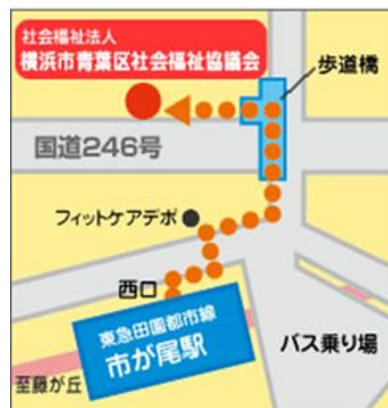 社会福祉法人
横浜市青葉区社会福祉協議会
歩道橋
国道246号
フィットケアデポ
西口
東急田園都市線
市が尾駅
バス乗り場
至藤が丘